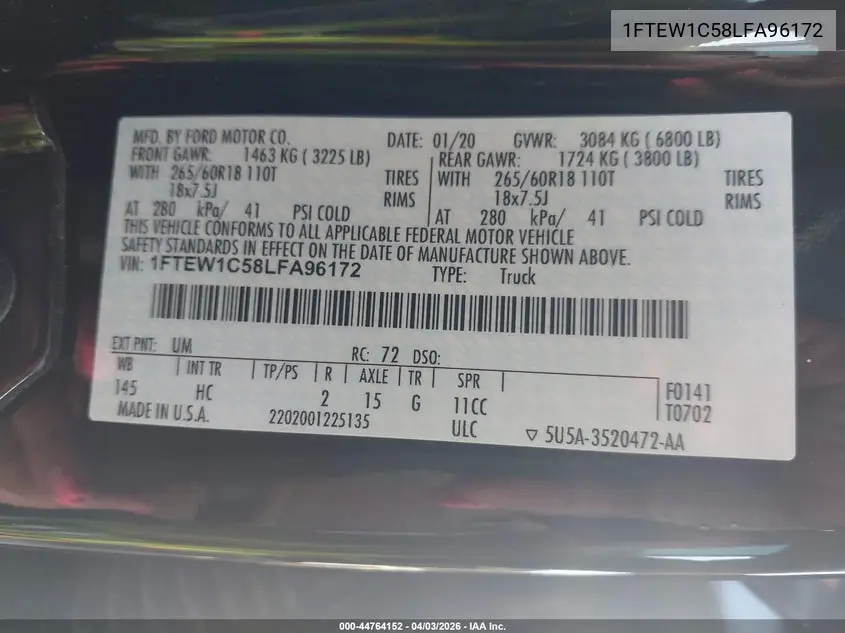 1FTEW1C58LFA96172
MFD. BY FORD MOTOR CO. DATE: 01/20 GVWR: 3084 KG ( 6800 LB)
FRONT GAWR: 1463 KG ( 3225 LB) REAR GAWR: 1724 KG ( 3800 LB)
WITH 265/60R18 110T TIRES WITH 265/60R18 110T TIRES
18x7.5J RIMS 18x7.5J RIMS
AT 280 kPa/ 41 PSI COLD AT 280 kPa/ 41 PSI COLD
THIS VEHICLE CONFORMS TO ALL APPLICABLE FEDERAL MOTOR VEHICLE
SAFETY STANDARDS IN EFFECT ON THE DATE OF MANUFACTURE SHOWN ABOVE.
VIN: 1FTEW1C58LFA96172 TYPE: Truck
EXT PNT: UM RC: 72 DSO:
WB INT TR TP/PS R AXLE TR SPR F0141
145 HC 2 15 G 11CC T0702
MADE IN U.S.A. 2202001225135 ULC ▽ 5U5A-3520472-AA
000-44764152 - 04/03/2026 - IAA Inc.